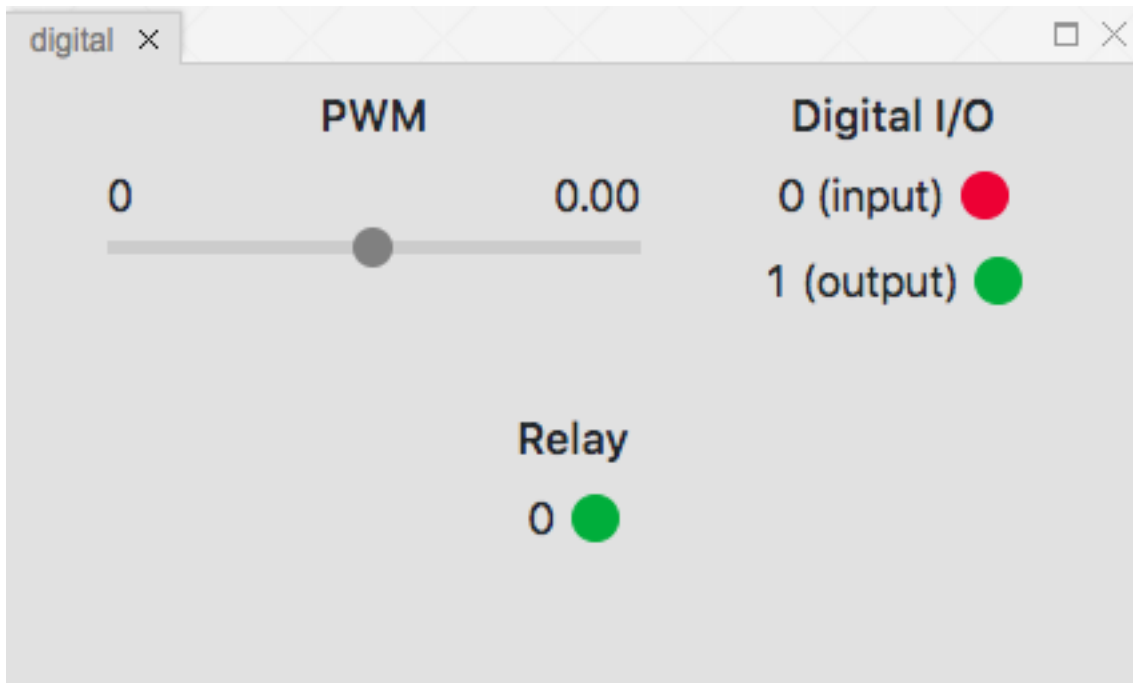 digital
PWM
0 0.00
Digital I/O
0 (input)
1 (output)
Relay
0